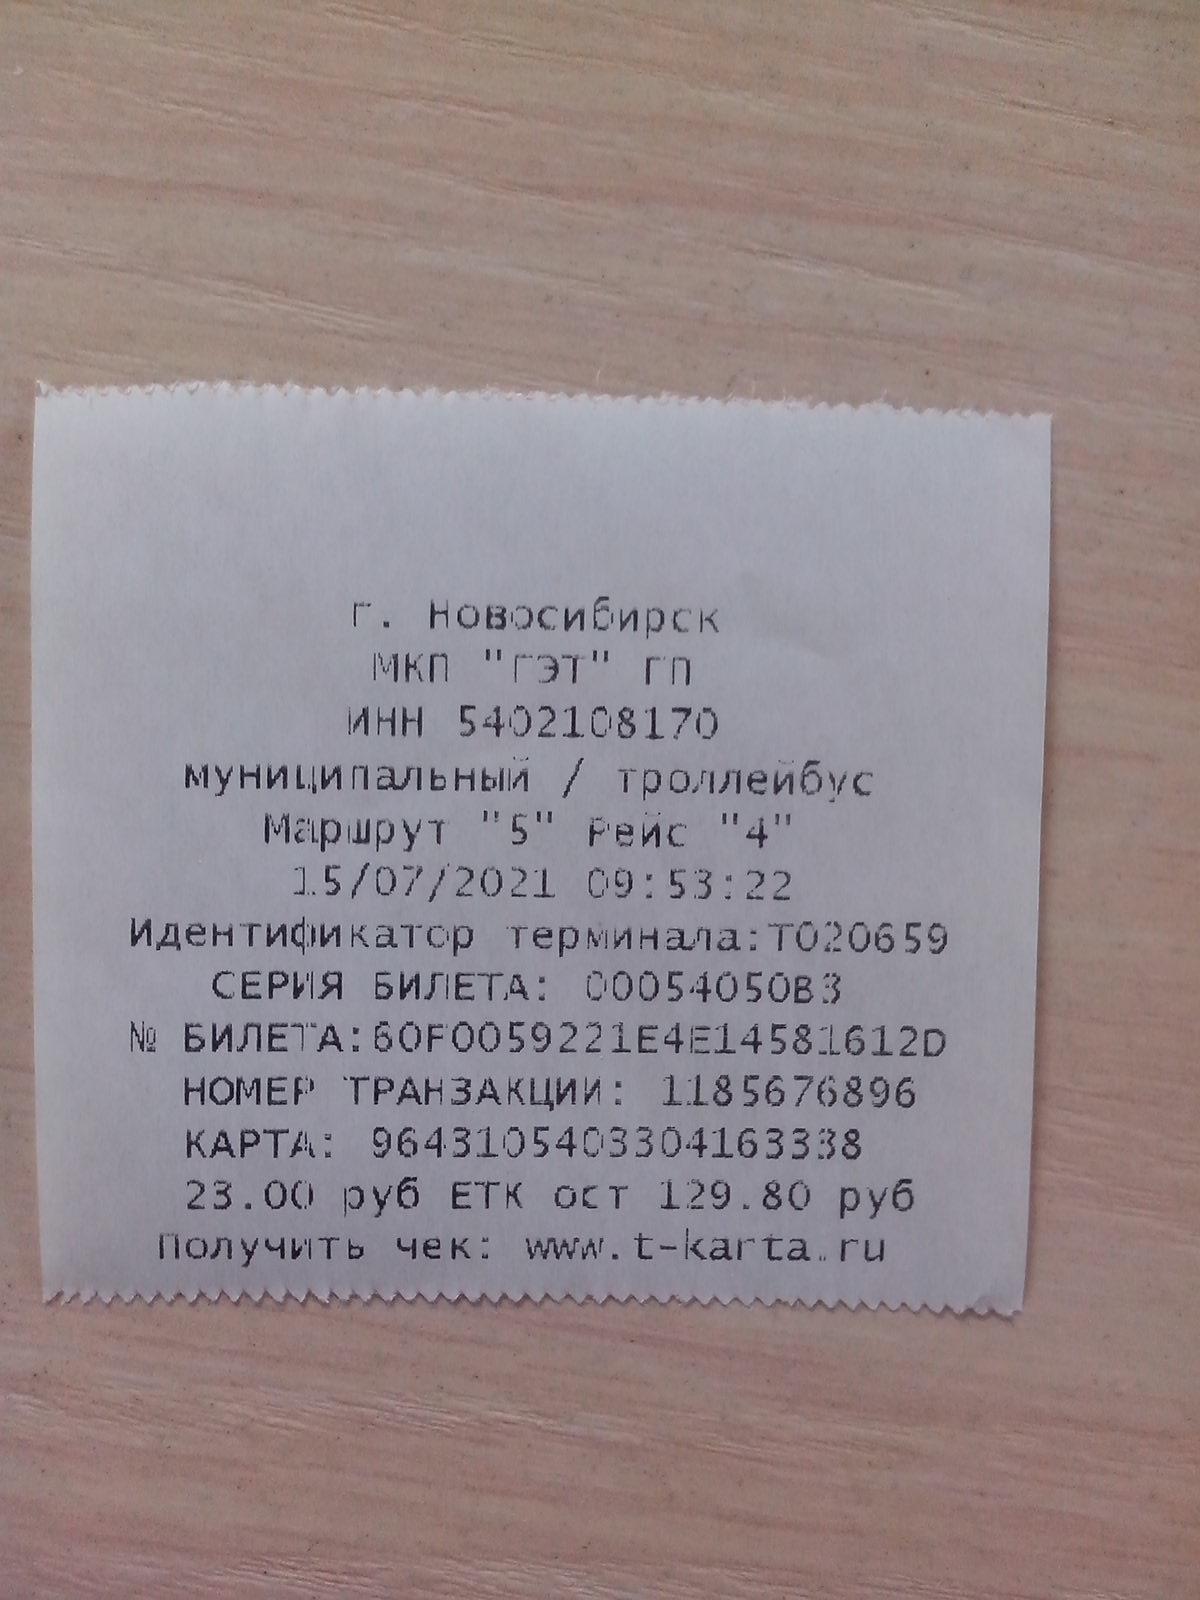 г. Новосибирск
МКП "ГЭТ" ГП
ИНН 5402108170
муниципальный / троллейбус
Маршрут "5" Рейс "4"
15/07/2021 09:53:22
Идентификатор терминала:T020659
СЕРИЯ БИЛЕТА: 00054050B3
№ БИЛЕТА:60F0059221E4E14581612D
НОМЕР ТРАНЗАКЦИИ: 1185676896
КАРТА: 9643105403304163338
23.00 руб ЕТК ост 129.80 руб
Получить чек: www.t-karta.ru